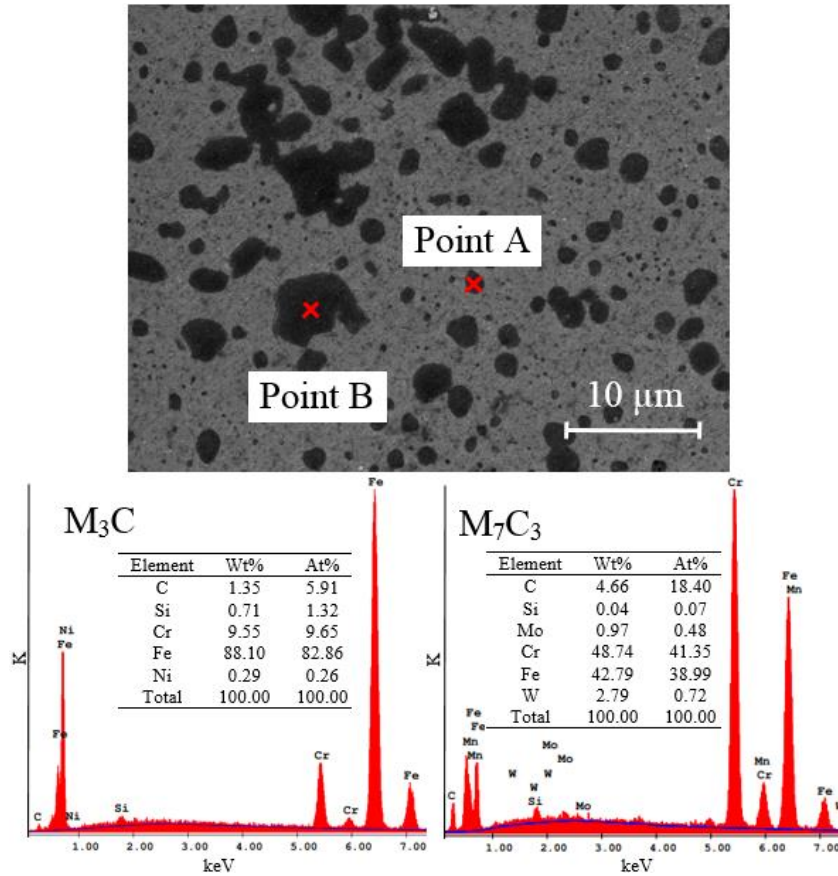 Point A
Point B
10 μm
M₃C
Element Wt% At%
C 1.35 5.91
Si 0.71 1.32
Cr 9.55 9.65
Fe 88.10 82.86
Ni 0.29 0.26
Total 100.00 100.00
K
Ni
Fe
Fe
C
Ni
Si
Cr
Cr
Fe
Fe
1.00 2.00 3.00 4.00 5.00 6.00 7.00
keV
M₇C₃
Element Wt% At%
C 4.66 18.40
Si 0.04 0.07
Mo 0.97 0.48
Cr 48.74 41.35
Fe 42.79 38.99
W 2.79 0.72
Total 100.00 100.00
K
Fe
Mn Fe
Mn
C
Mo
W W Mo
W
Si
Mo
Cr
Mn
Cr
Fe
Mn
Fe
1.00 2.00 3.00 4.00 5.00 6.00 7.00
keV